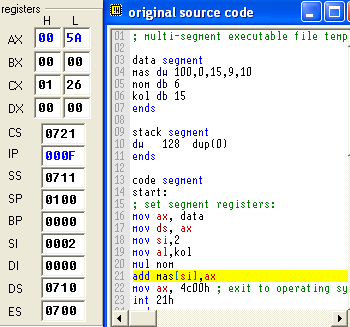 registers
H L
AX 00 5A
BX 00 00
CX 01 26
DX 00 00
CS 0721
IP 000F
SS 0711
SP 0100
BP 0000
SI 0002
DI 0000
DS 0710
ES 0700
original source code
01 ; multi-segment executable file temp
02
03 data segment
04 mas dw 100,0,15,9,10
05 nom db 6
06 kol db 15
07 ends
08
09 stack segment
10 dw 128 dup(0)
11 ends
12
13 code segment
14 start:
15 ; set segment registers:
16 mov ax, data
17 mov ds, ax
18 mov si,2
19 mov al,kol
20 mul nom
21 add mas[si],ax
22 mov ax, 4c00h ; exit to operating sy
23 int 21h